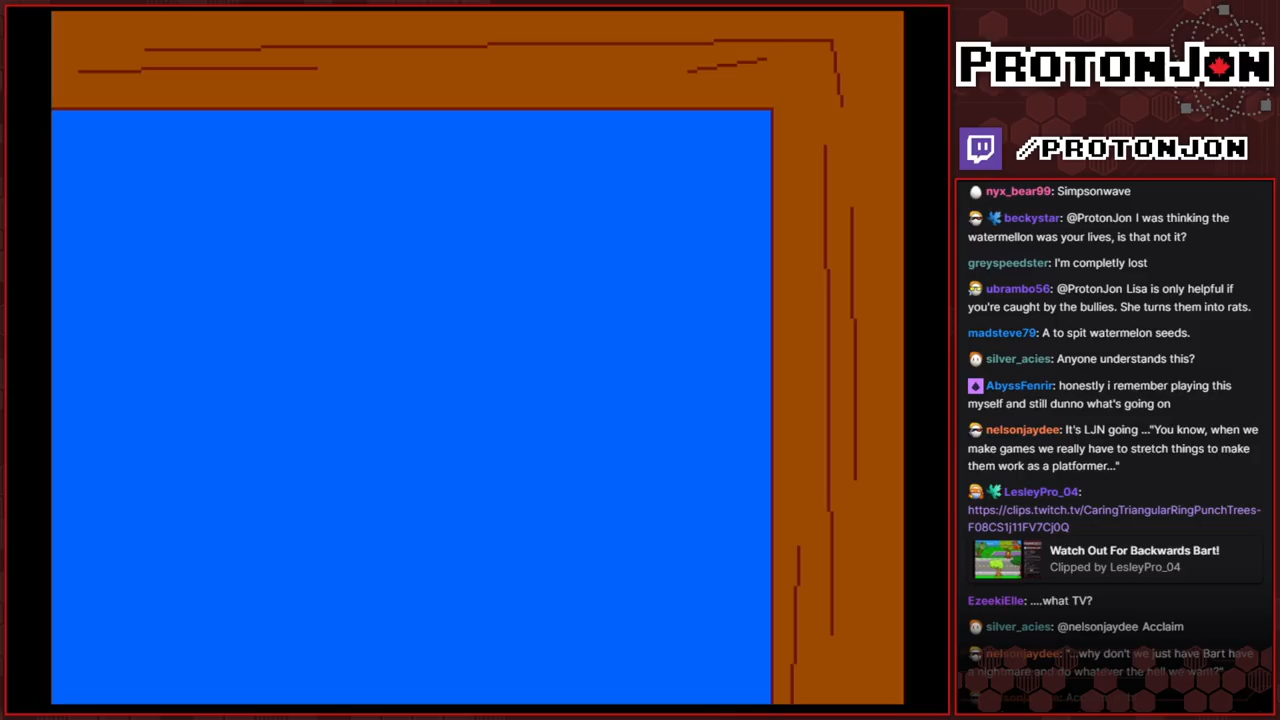 PROTONJON
/PROTONJON
nyx_bear99: Simpsonwave
beckystar: @ProtonJon I was thinking the
watermellon was your lives, is that not it?
greyspeedster: I'm completly lost
ubrambo56: @ProtonJon Lisa is only helpful if
you're caught by the bullies. She turns them into rats.
madsteve79: A to spit watermelon seeds.
silver_acies: Anyone understands this?
AbyssFenrir: honestly i remember playing this
myself and still dunno what's going on
nelsonjaydee: It's LJN going ..."You know, when we
make games we really have to stretch things to make
them work as a platformer..."
LesleyPro_04:
https://clips.twitch.tv/CaringTriangularRingPunchTrees-
F08CS1j11FV7Cj0Q
Watch Out For Backwards Bart!
Clipped by LesleyPro_04
EzeekiElle: ....what TV?
silver_acies: @nelsonjaydee Acclaim
nelsonjaydee: "...why don't we just have Bart have
a nightmare and do whatever the hell we want?"